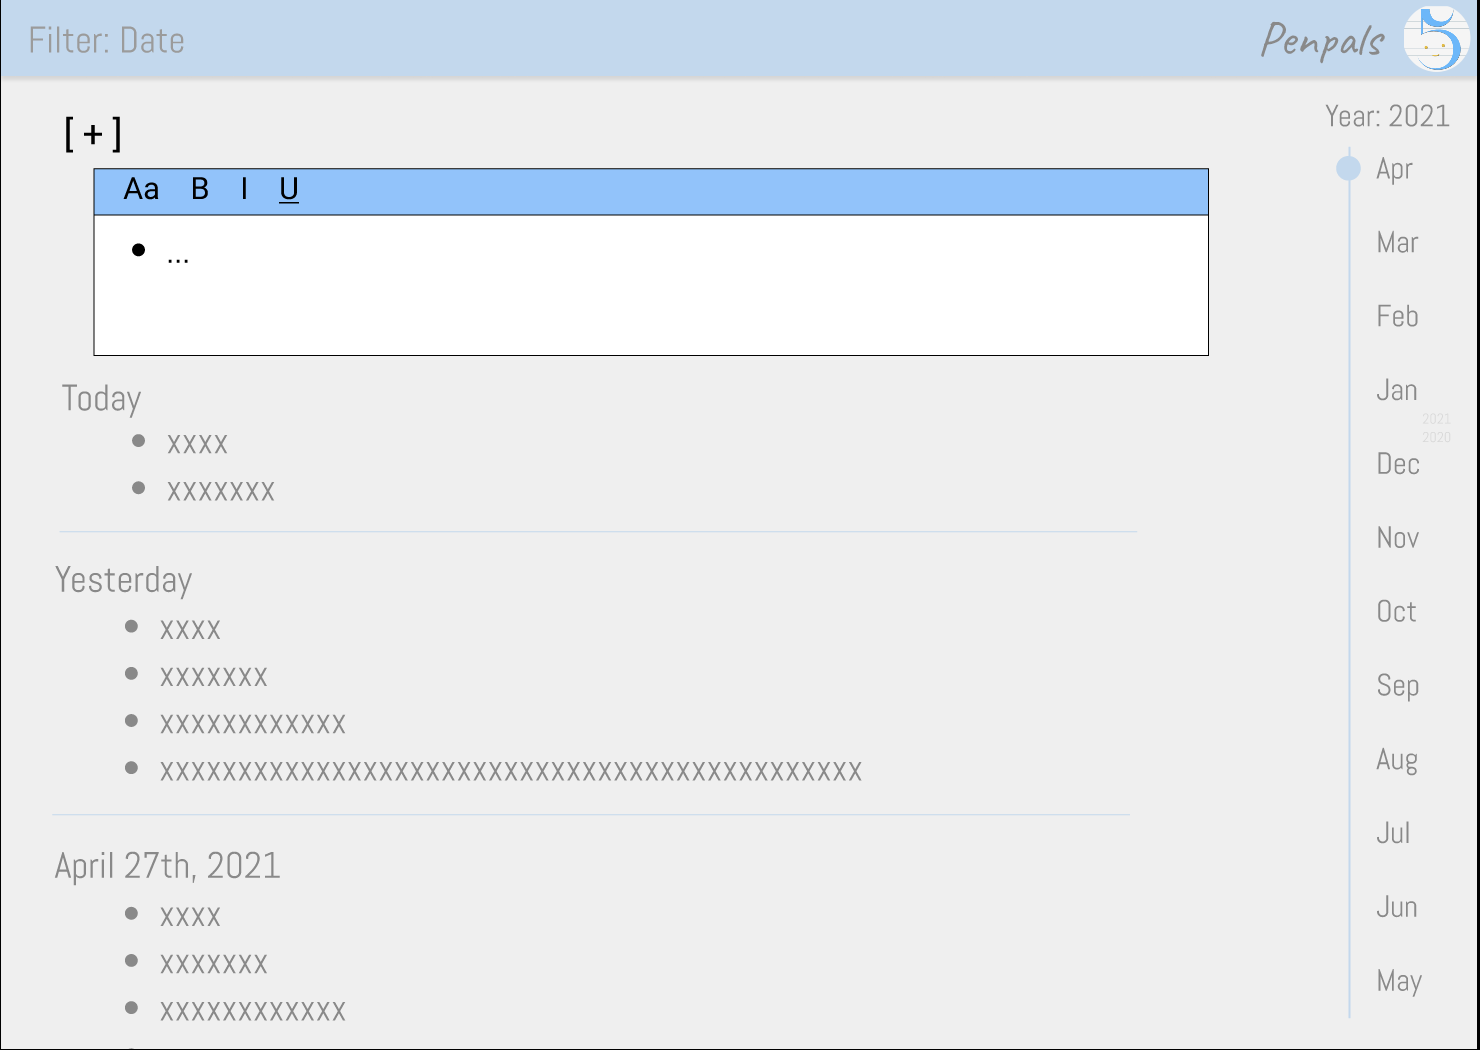 Filter: Date
Penpals
5
[ + ]
Aa B I U
• ...
Today
• xxxx
• xxxxxxx
Yesterday
• xxxx
• xxxxxxx
• xxxxxxxxxxxx
• xxxxxxxxxxxxxxxxxxxxxxxxxxxxxxxxxxxxxxxxxxxxx
April 27th, 2021
• xxxx
• xxxxxxx
• xxxxxxxxxxxx
Year: 2021
Apr
Mar
Feb
Jan
2021
2020
Dec
Nov
Oct
Sep
Aug
Jul
Jun
May